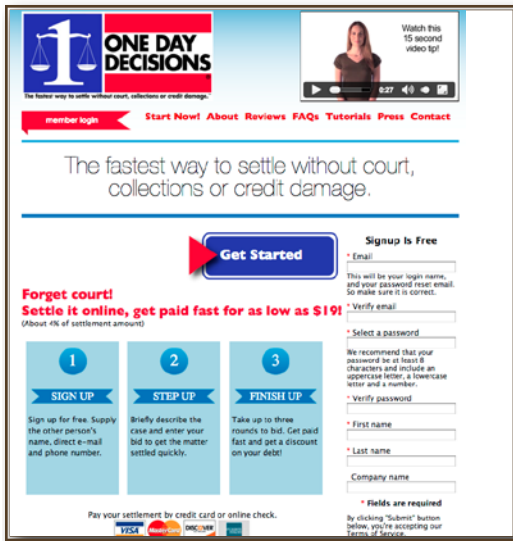 1
ONE DAY
DECISIONS
The fastest way to settle without court, collections or credit damage.
Watch this
15 second
video tip!
0:27
member login
Start Now! About Reviews FAQs Tutorials Press Contact
The fastest way to settle without court,
collections or credit damage.
Get Started
Forget court!
Settle it online, get paid fast for as low as $19!
(About 4% of settlement amount)
1
SIGN UP
Sign up for free. Supply
the other person's
name, direct e-mail
and phone number.
2
STEP UP
Briefly describe the
case and enter your
bid to get the matter
settled quickly.
3
FINISH UP
Take up to three
rounds to bid. Get paid
fast and get a discount
on your debt!
Pay your settlement by credit card or online check.
VISA MasterCard DISCOVER
Signup Is Free
* Email
This will be your login name,
and your password reset email.
So make sure it is correct.
* Verify email
* Select a password
We recommend that your
password be at least 8
characters and include an
uppercase letter, a lowercase
letter and a number.
* Verify password
* First name
* Last name
Company name
* Fields are required
By clicking "Submit" button
below, you're accepting our
Terms of Service.